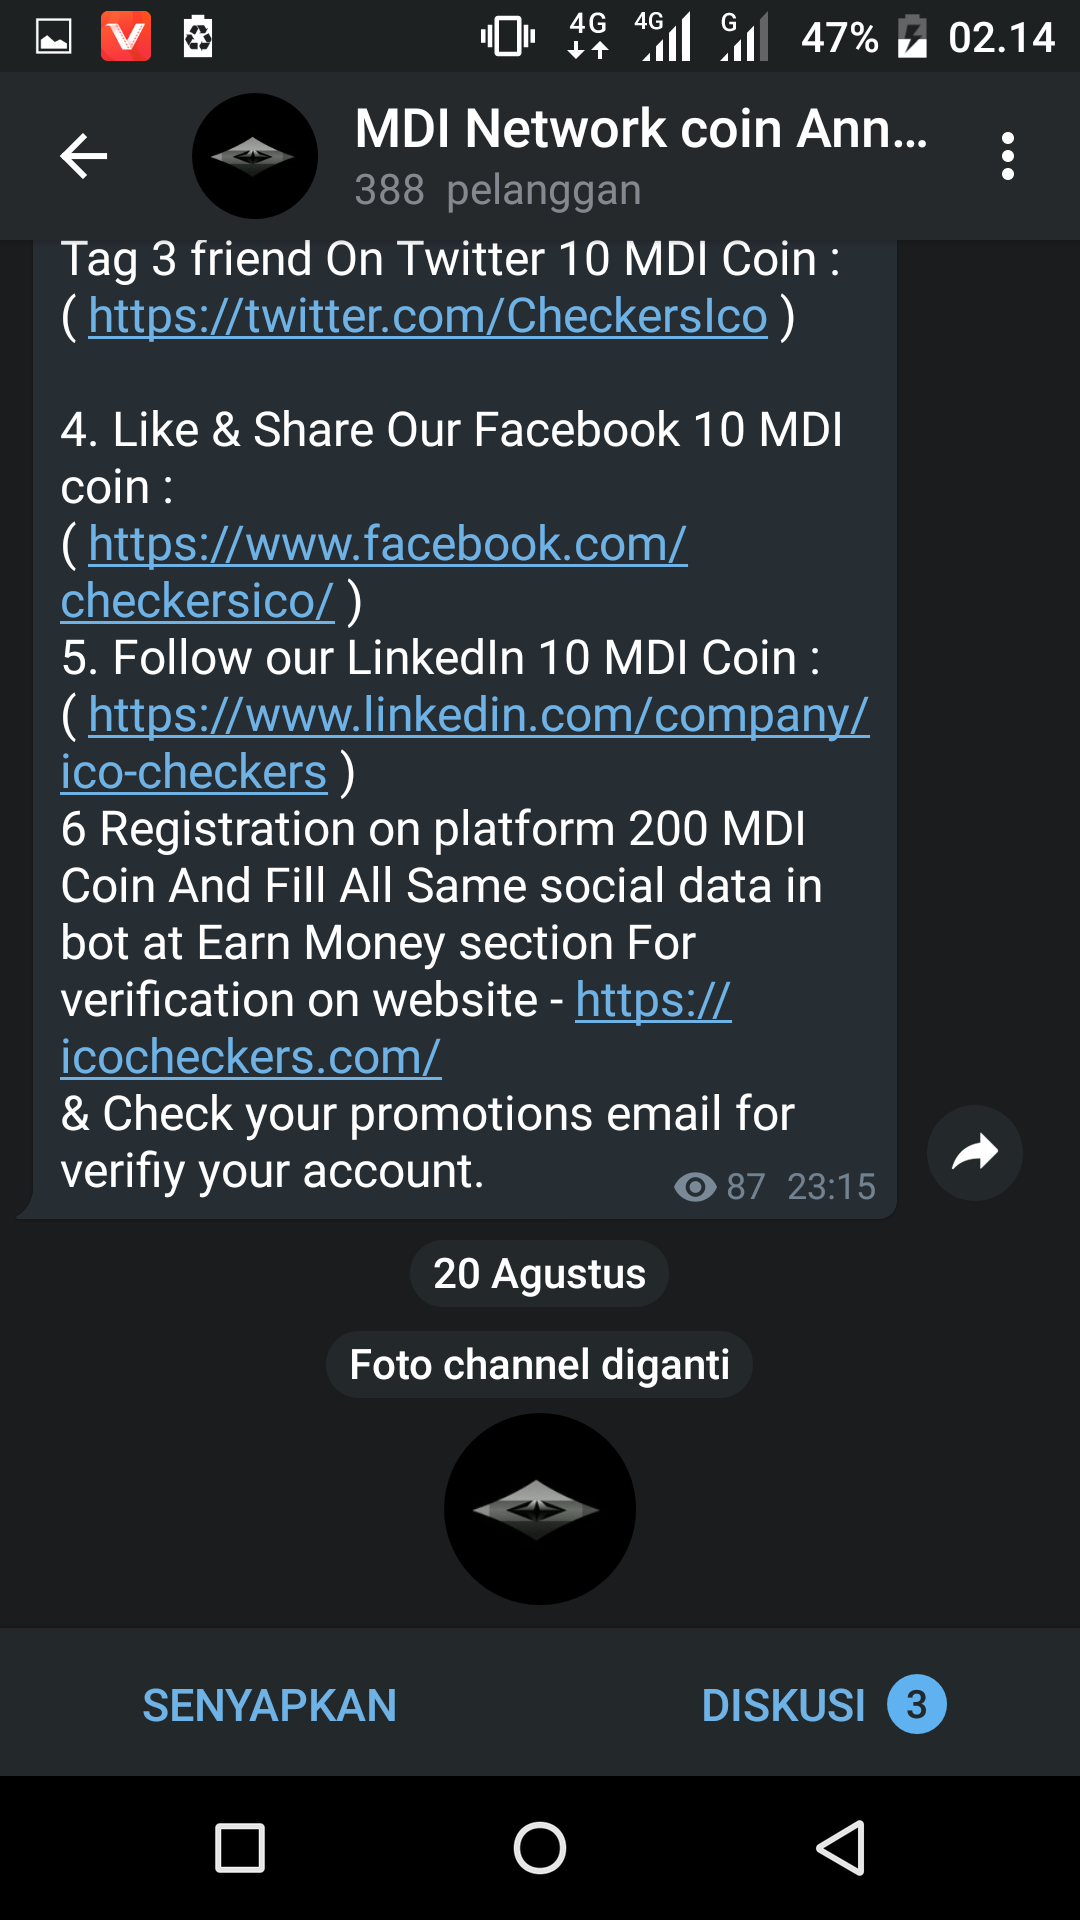 4G 4G G 47% 02.14
MDI Network coin Ann...
388 pelanggan
Tag 3 friend On Twitter 10 MDI Coin :
( https://twitter.com/CheckersIco )
4. Like & Share Our Facebook 10 MDI
coin :
( https://www.facebook.com/
checkersico/ )
5. Follow our LinkedIn 10 MDI Coin :
( https://www.linkedin.com/company/
ico-checkers )
6 Registration on platform 200 MDI
Coin And Fill All Same social data in
bot at Earn Money section For
verification on website - https://
icocheckers.com/
& Check your promotions email for
verifiy your account.
87 23:15
20 Agustus
Foto channel diganti
SENYAPKAN DISKUSI 3